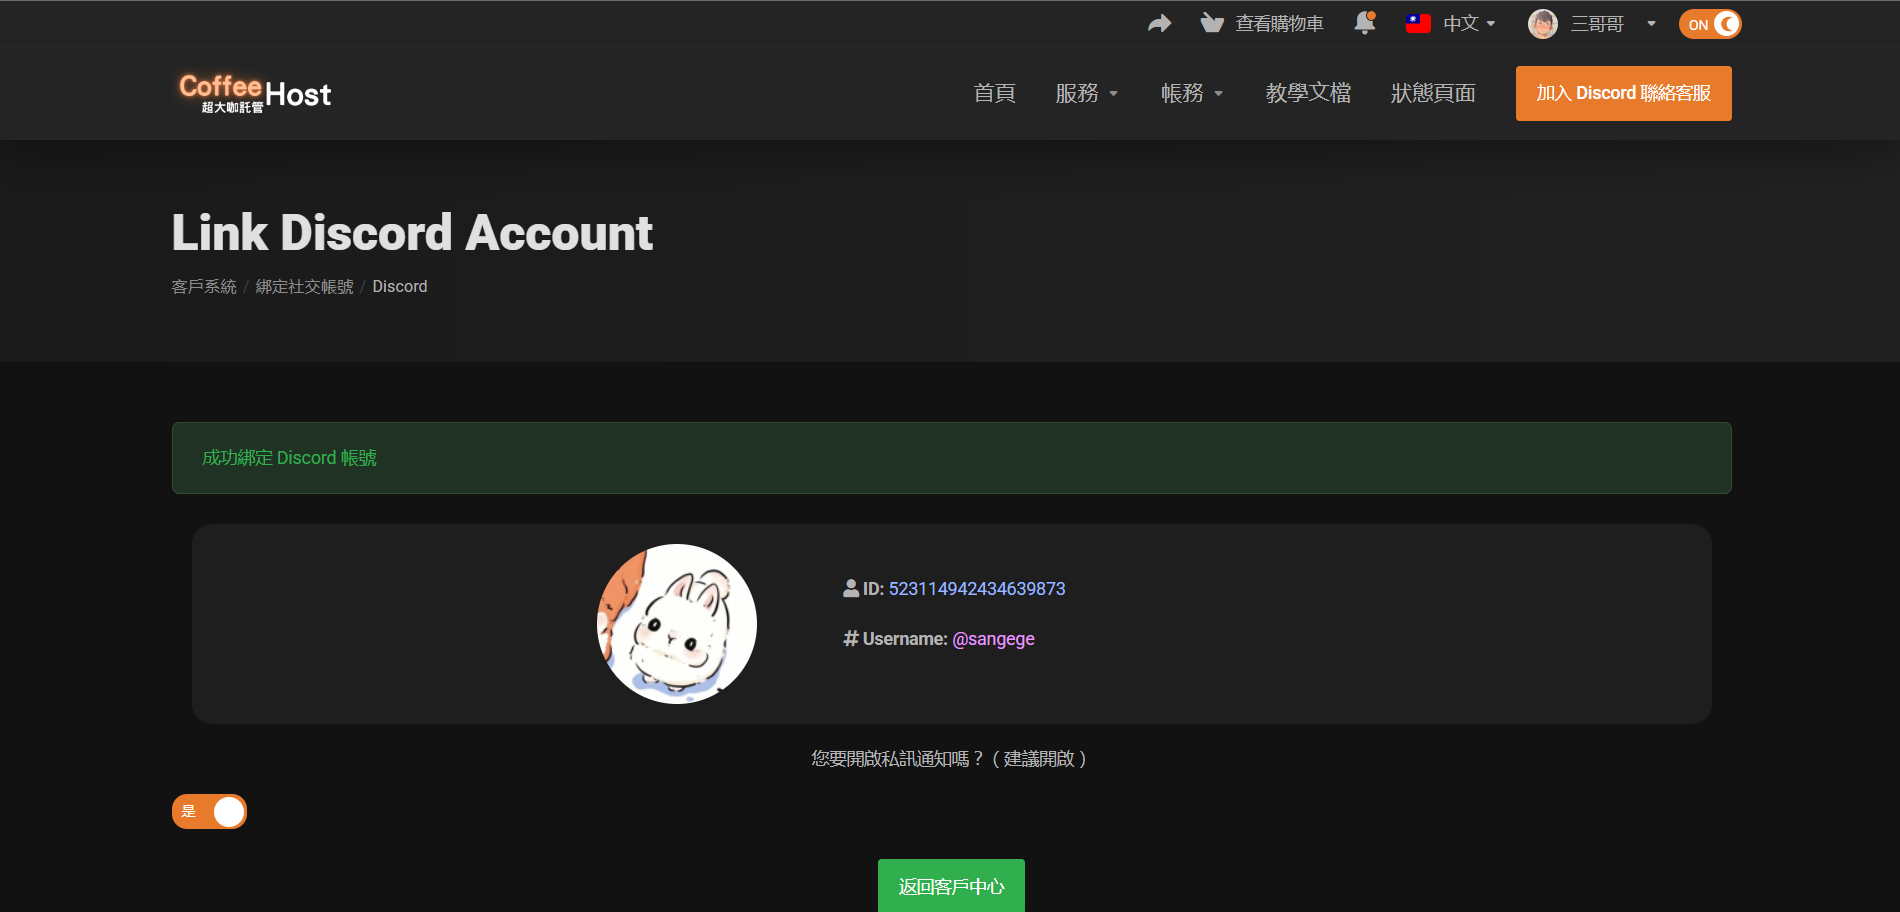 查看購物車 中文 三哥哥 ON
CoffeeHost
超大咖託管
首頁 服務 帳務 教學文檔 狀態頁面 加入 Discord 聯絡客服
Link Discord Account
客戶系統 / 綁定社交帳號 / Discord
成功綁定 Discord 帳號
ID: 523114942434639873
# Username: @sangege
您要開啟私訊通知嗎？( 建議開啟 )
是
返回客戶中心